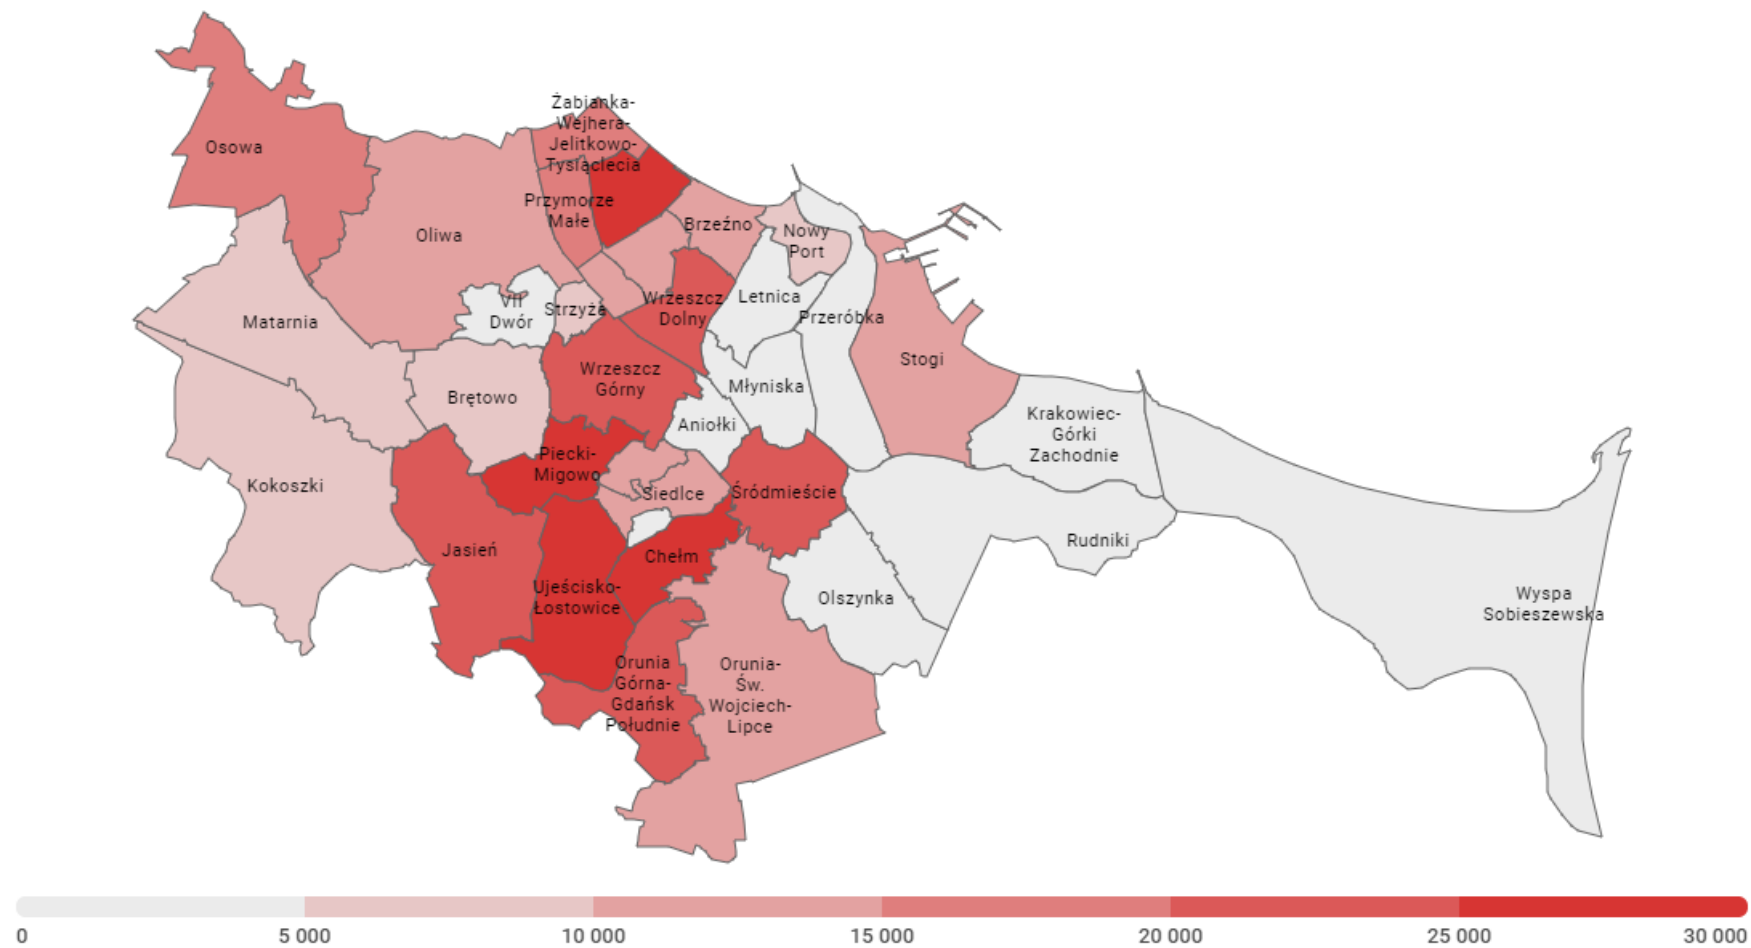 Żabianka-
Wejhera-
Jelitkowo-
Tysiąclecia
Osowa
Przymorze
Małe
Brzeźno
Oliwa
Nowy
Port
VII
Dwór
Strzyża
Wrzeszcz
Dolny
Letnica
Przeróbka
Matarnia
Stogi
Wrzeszcz
Górny
Młyniska
Brętowo
Aniołki
Krakowiec-
Górki
Zachodnie
Piecki-
Migowo
Kokoszki
Siedlce
Śródmieście
Jasień
Chełm
Rudniki
Ujeścisko-
Łostowice
Olszynka
Wyspa
Sobieszewska
Orunia
Górna-
Gdańsk
Południe
Orunia-
Św.
Wojciech-
Lipce
0 5 000 10 000 15 000 20 000 25 000 30 000